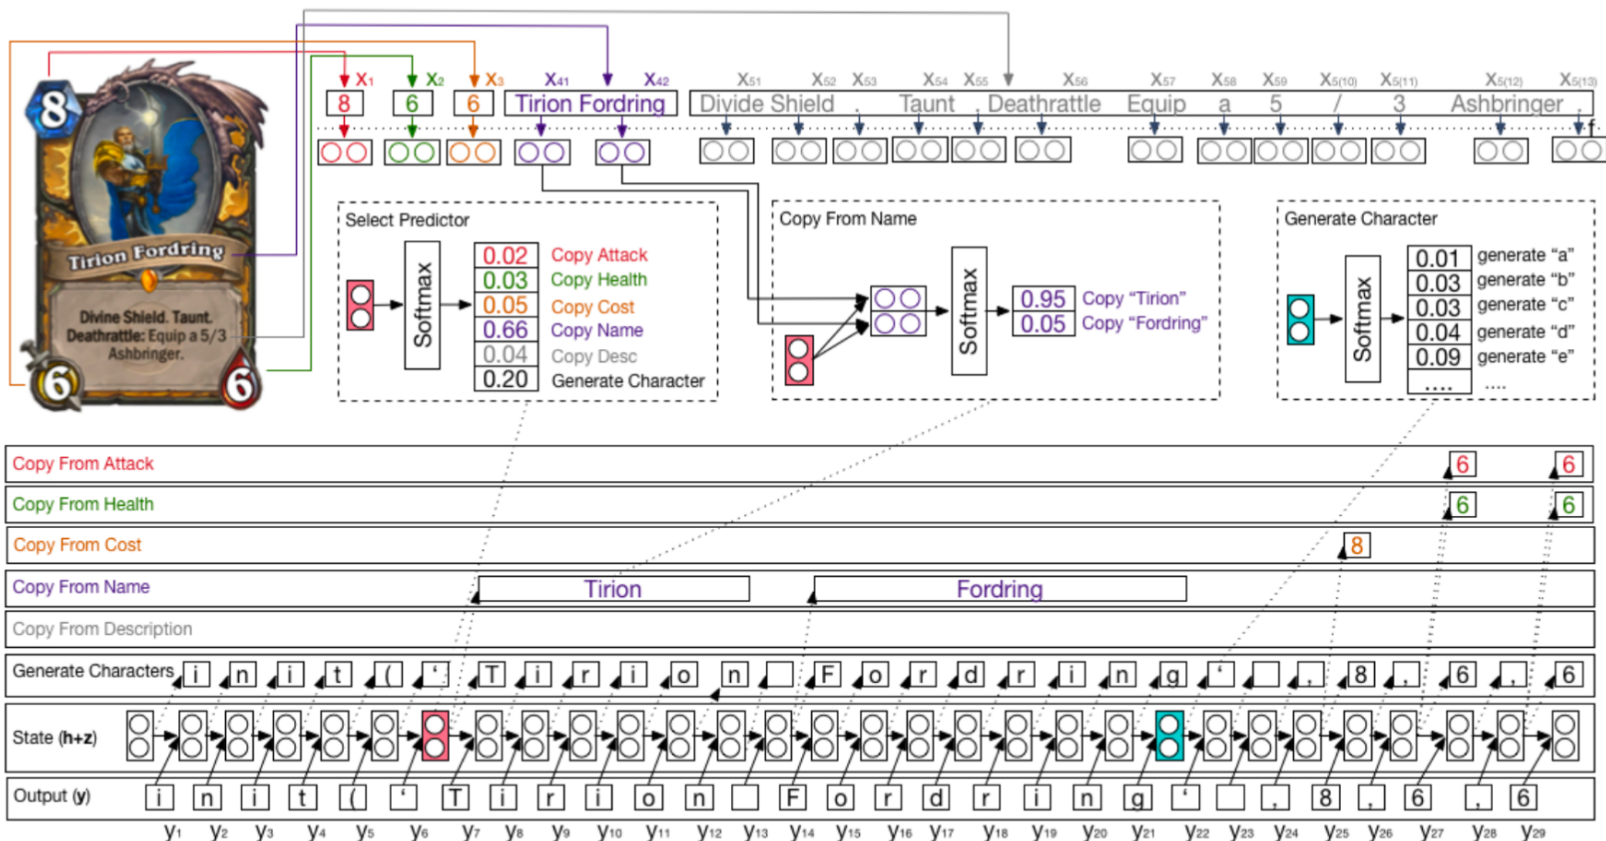 X1 X2 X3 X41 X42 X51 X52 X53 X54 X55 X56 X57 X58 X59 X5(10) X5(11) X5(12) X5(13)
8 6 6 Tirion Fordring Divide Shield . Taunt . Deathrattle Equip a 5 / 3 Ashbringer .
f
8
Tirion Fordring
Divine Shield. Taunt.
Deathrattle: Equip a 5/3
Ashbringer.
6 6
Select Predictor
Softmax
0.02 Copy Attack
0.03 Copy Health
0.05 Copy Cost
0.66 Copy Name
0.04 Copy Desc
0.20 Generate Character
Copy From Name
Softmax
0.95 Copy “Tirion”
0.05 Copy “Fordring”
Generate Character
Softmax
0.01 generate “a”
0.03 generate “b”
0.03 generate “c”
0.04 generate “d”
0.09 generate “e”
.... ....
Copy From Attack 6 6
Copy From Health 6 6
Copy From Cost 8
Copy From Name Tirion Fordring
Copy From Description
Generate Characters i n i t ( ‘ T i r i o n F o r d r i n g ‘ , 8 , 6 , 6
State (h+z)
Output (y) i n i t ( ‘ T i r i o n F o r d r i n g ‘ , 8 , 6 , 6
y1 y2 y3 y4 y5 y6 y7 y8 y9 y10 y11 y12 y13 y14 y15 y16 y17 y18 y19 y20 y21 y22 y23 y24 y25 y26 y27 y28 y29